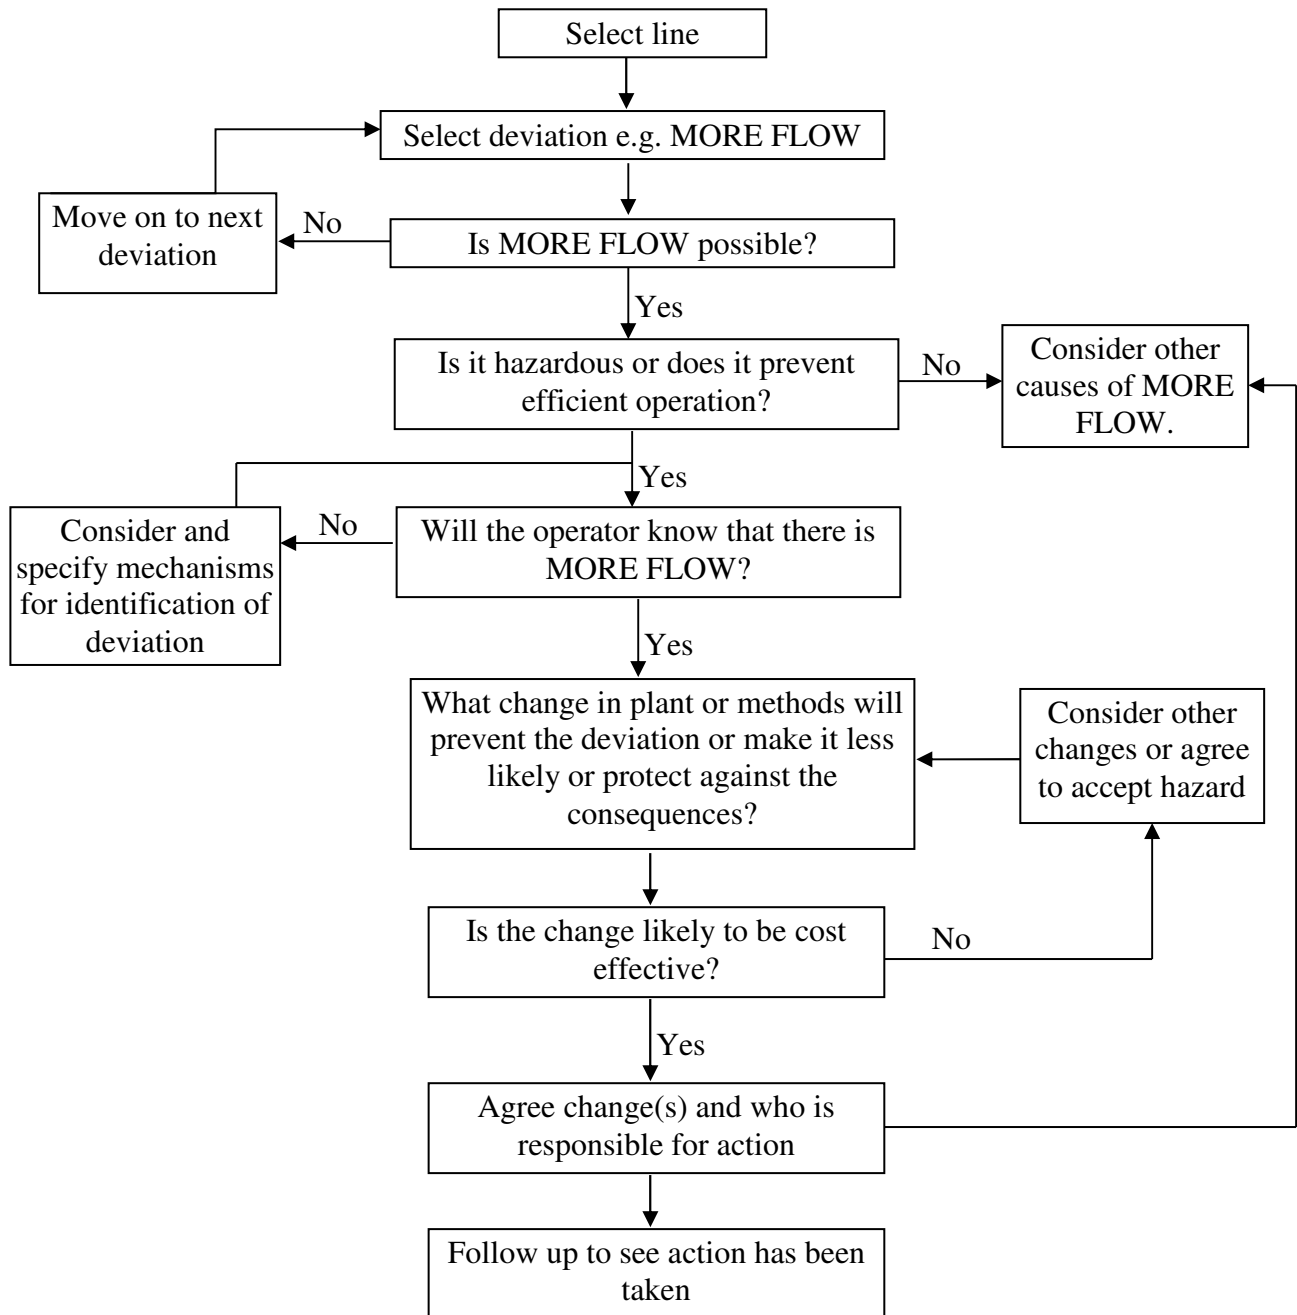 Select line
Select deviation e.g. MORE FLOW
Move on to next
deviation
No
Is MORE FLOW possible?
Yes
Is it hazardous or does it prevent
efficient operation?
No
Consider other
causes of MORE
FLOW.
Yes
Consider and
specify mechanisms
for identification of
deviation
No
Will the operator know that there is
MORE FLOW?
Yes
What change in plant or methods will
prevent the deviation or make it less
likely or protect against the
consequences?
Consider other
changes or agree
to accept hazard
Is the change likely to be cost
effective?
No
Yes
Agree change(s) and who is
responsible for action
Follow up to see action has been
taken